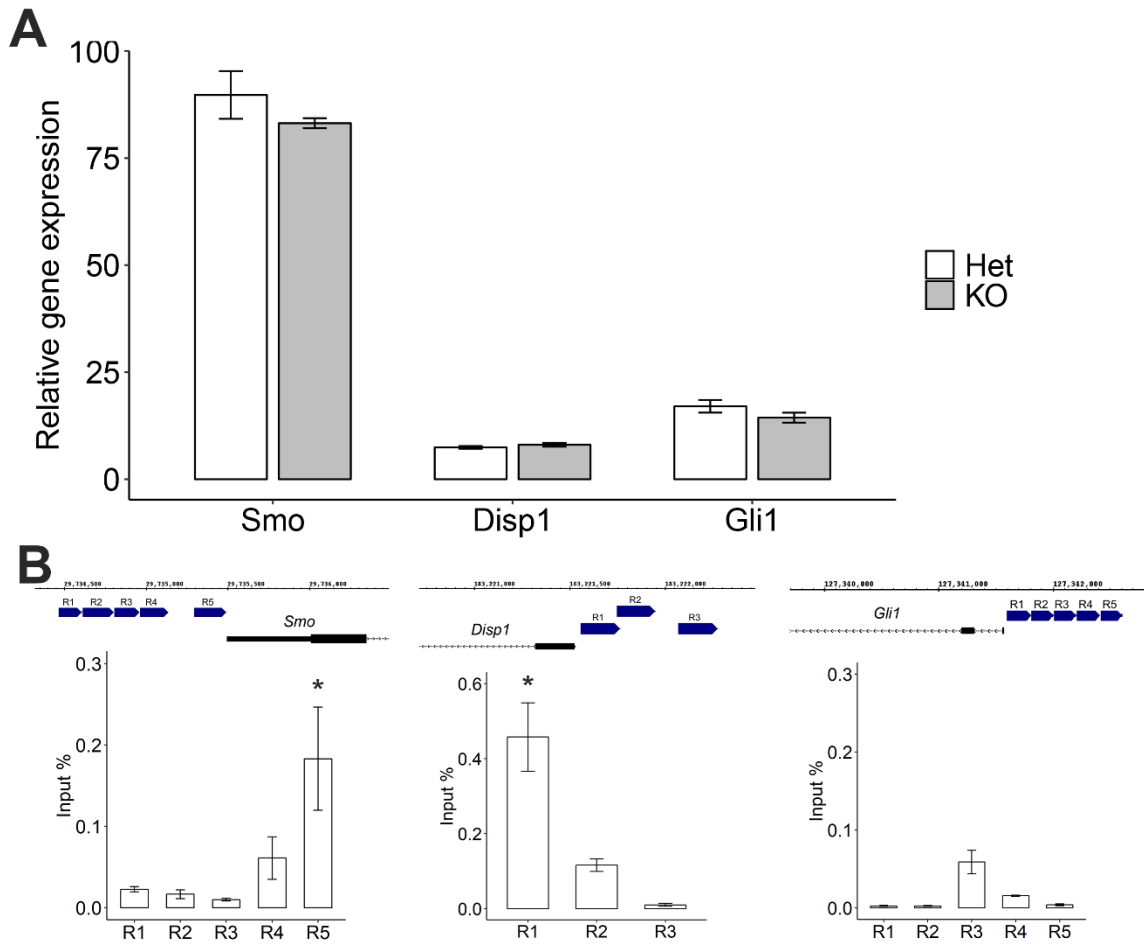 A
Relative gene expression
100
75
50
25
0
Smo Disp1 Gli1
Het
KO
B
29,734,500 29,735,000 29,735,500 29,736,000
R1 R2 R3 R4 R5
Smo
0.3
0.2
0.1
0.0
Input %
*
R1 R2 R3 R4 R5
183,221,000 183,221,500 183,222,000
R2
R1 R3
Disp1
0.6
0.4
0.2
0.0
Input %
*
R1 R2 R3
127,340,000 127,341,000 127,342,000
R1 R2 R3 R4 R5
Gli1
0.3
0.2
0.1
0.0
Input %
R1 R2 R3 R4 R5